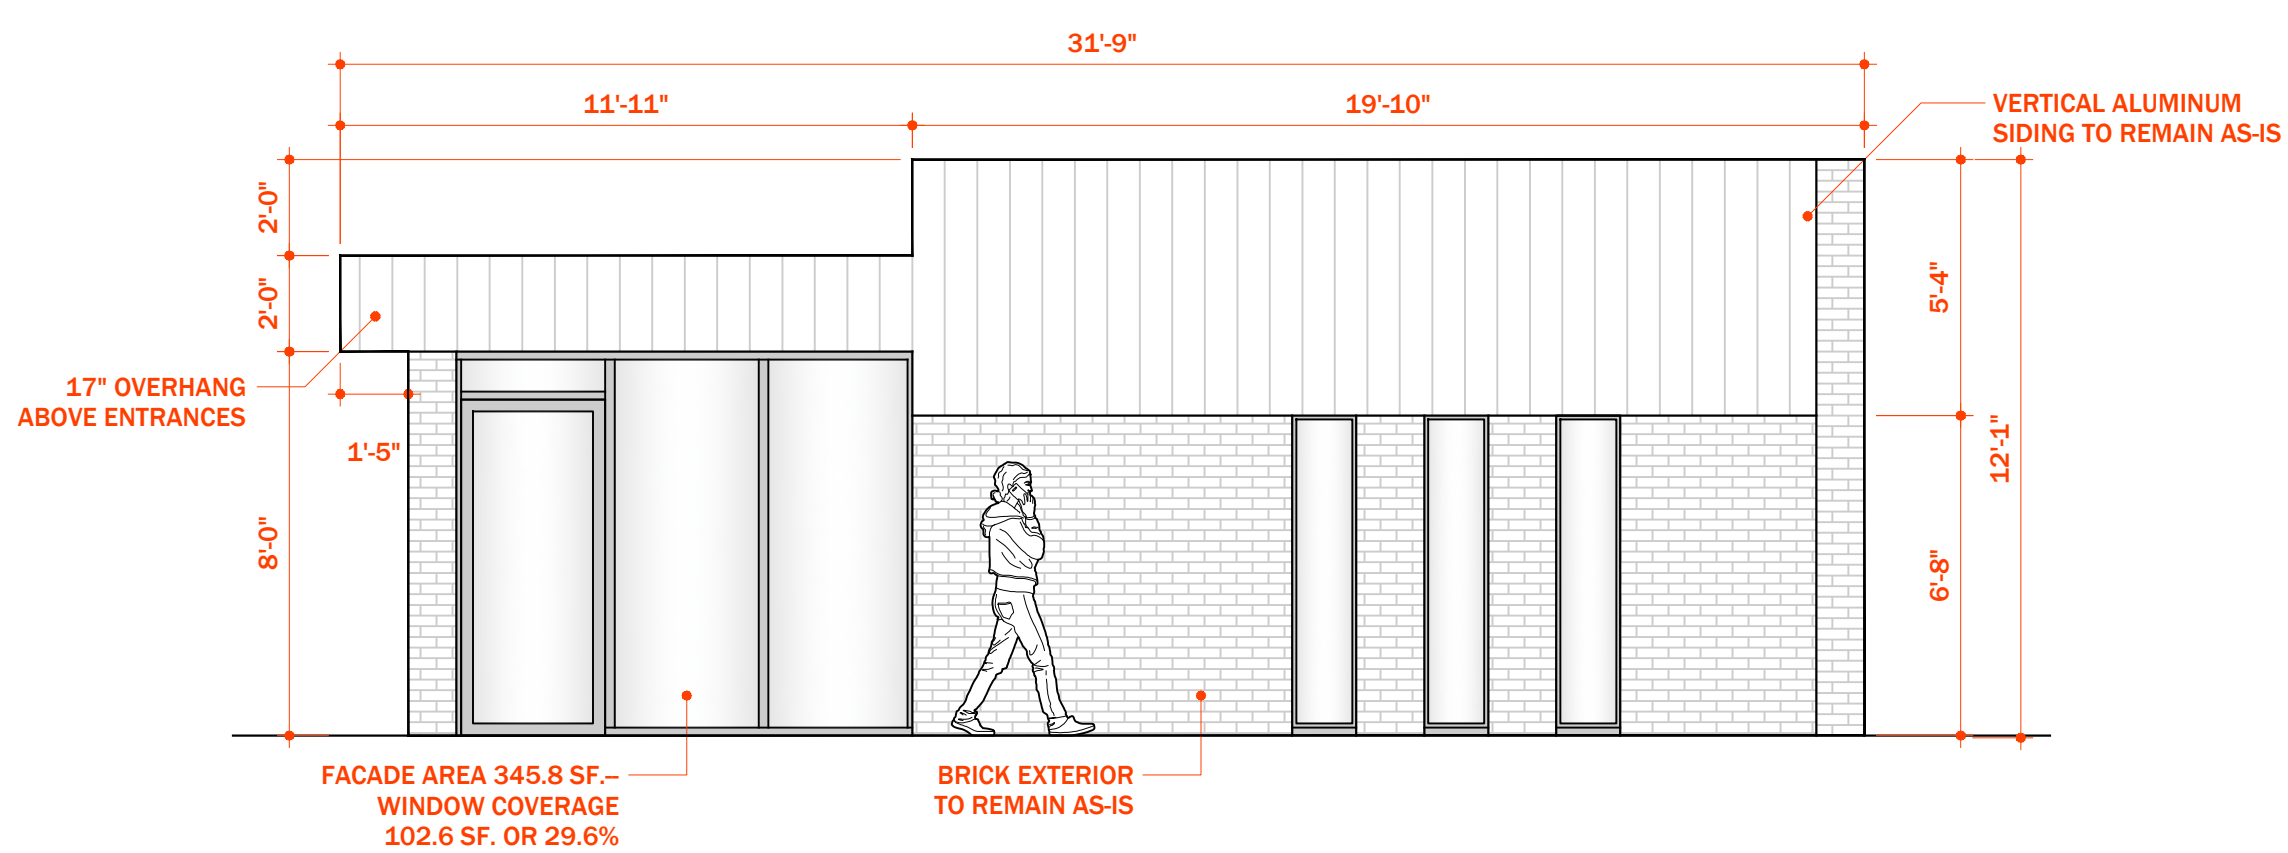 31'-9"
11'-11"
19'-10"
VERTICAL ALUMINUM
SIDING TO REMAIN AS-IS
2'-0"
2'-0"
8'-0"
17" OVERHANG
ABOVE ENTRANCES
1'-5"
5'-4"
6'-8"
12'-1"
FACADE AREA 345.8 SF.–
WINDOW COVERAGE
102.6 SF. OR 29.6%
BRICK EXTERIOR
TO REMAIN AS-IS